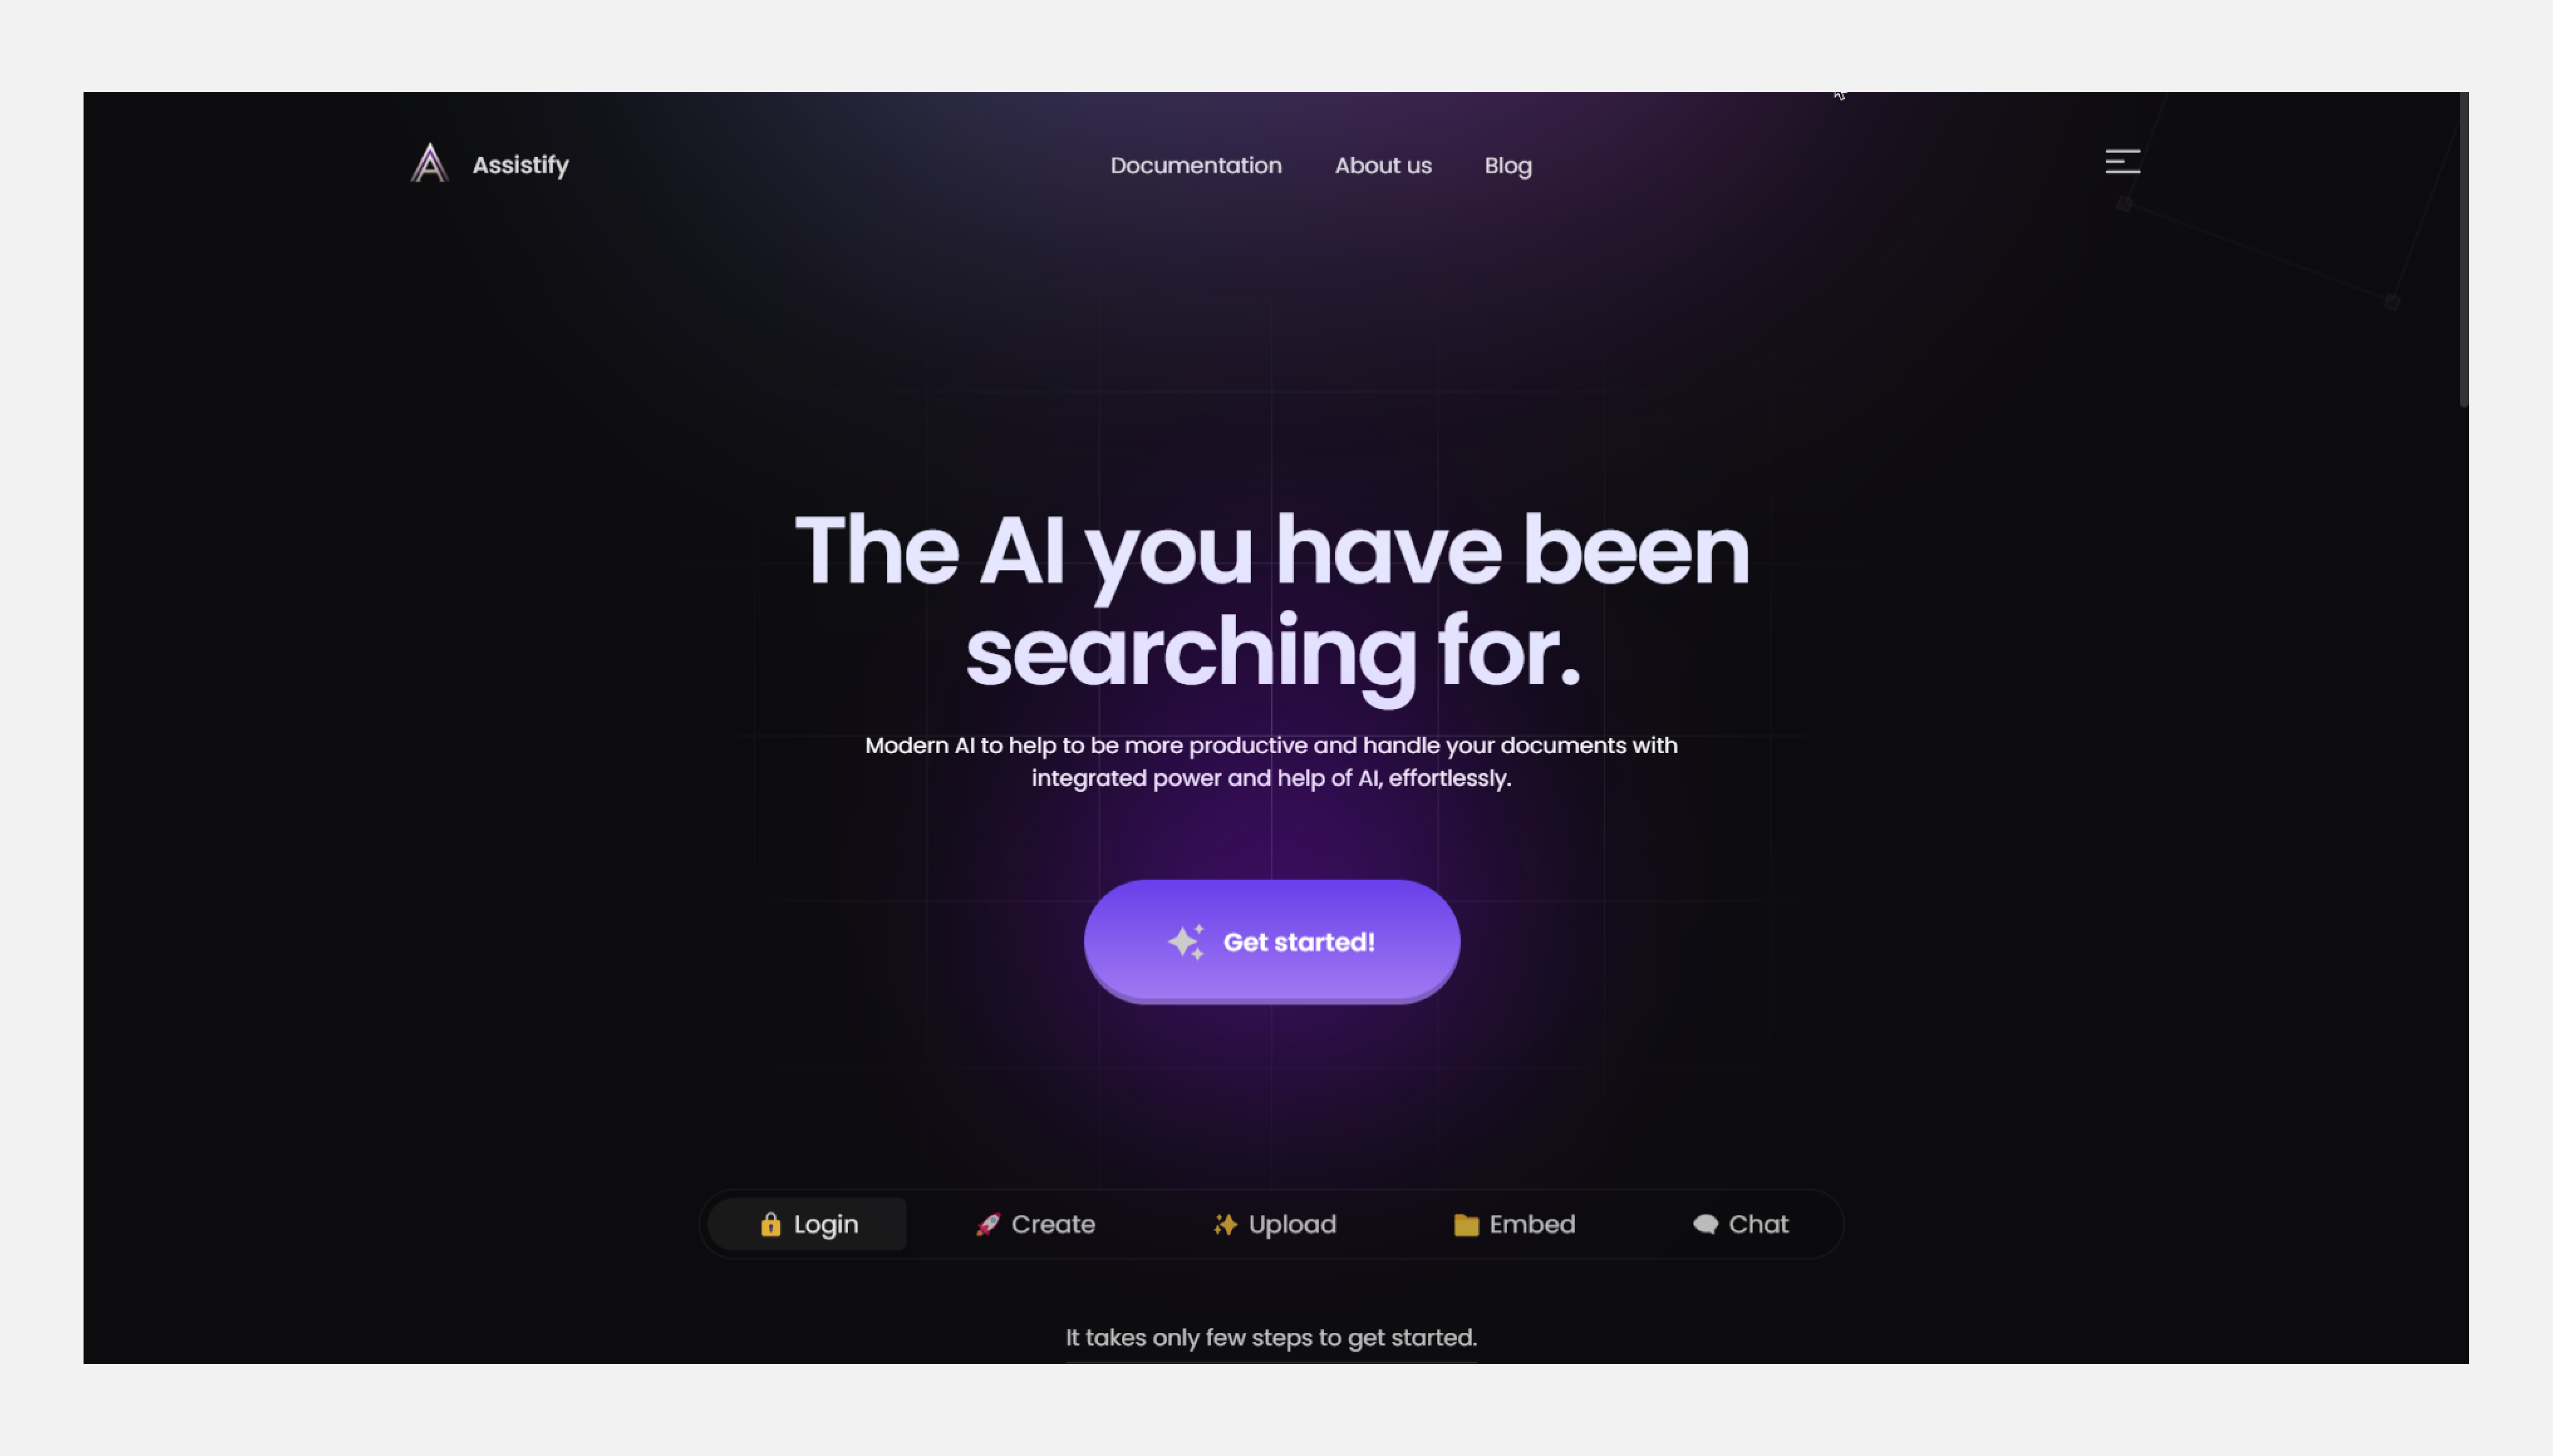 Assistify
Documentation
About us
Blog
The AI you have been
searching for.
Modern AI to help to be more productive and handle your documents with
integrated power and help of AI, effortlessly.
Get started!
Login
Create
Upload
Embed
Chat
It takes only few steps to get started.